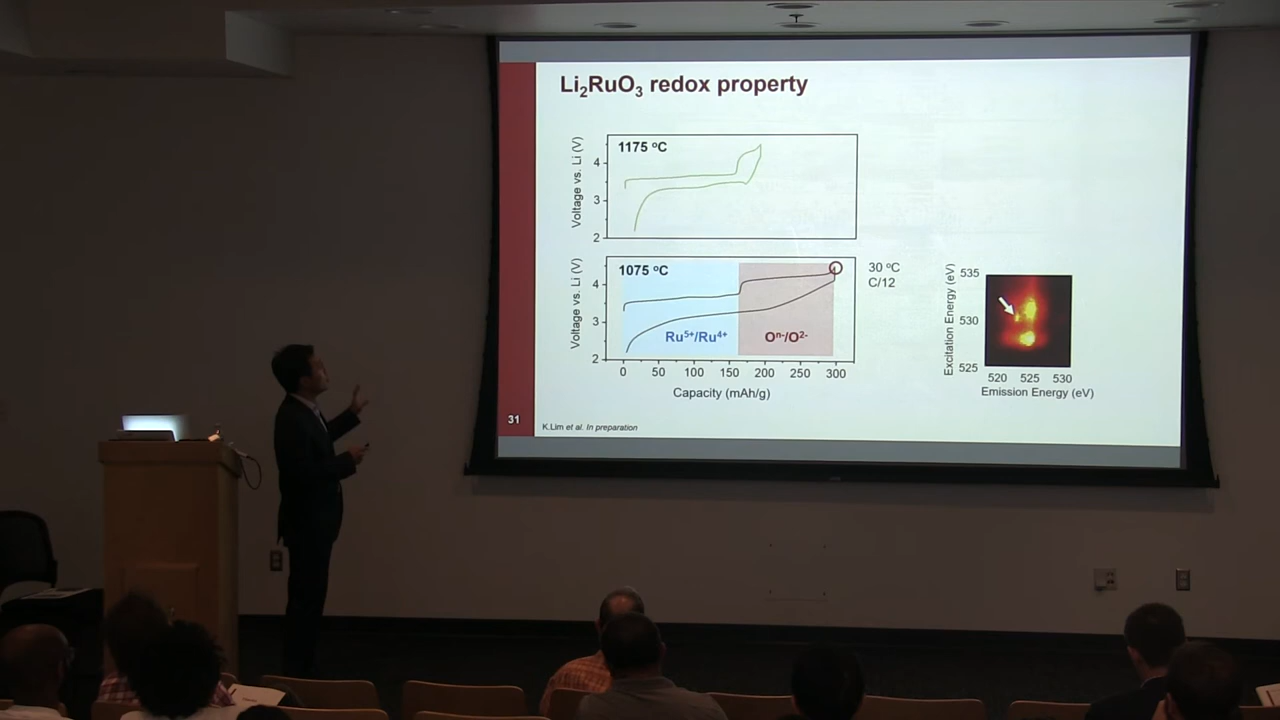 Li₂RuO₃ redox property
1175 ºC
Voltage vs. Li (V)
4
3
2
1075 ºC
Voltage vs. Li (V)
4
3
2
Ru⁵⁺/Ru⁴⁺
Oⁿ⁻/O²⁻
0 50 100 150 200 250 300
Capacity (mAh/g)
30 ºC
C/12
Excitation Energy (eV)
535
530
525
520 525 530
Emission Energy (eV)
31
K.Lim et al. In preparation